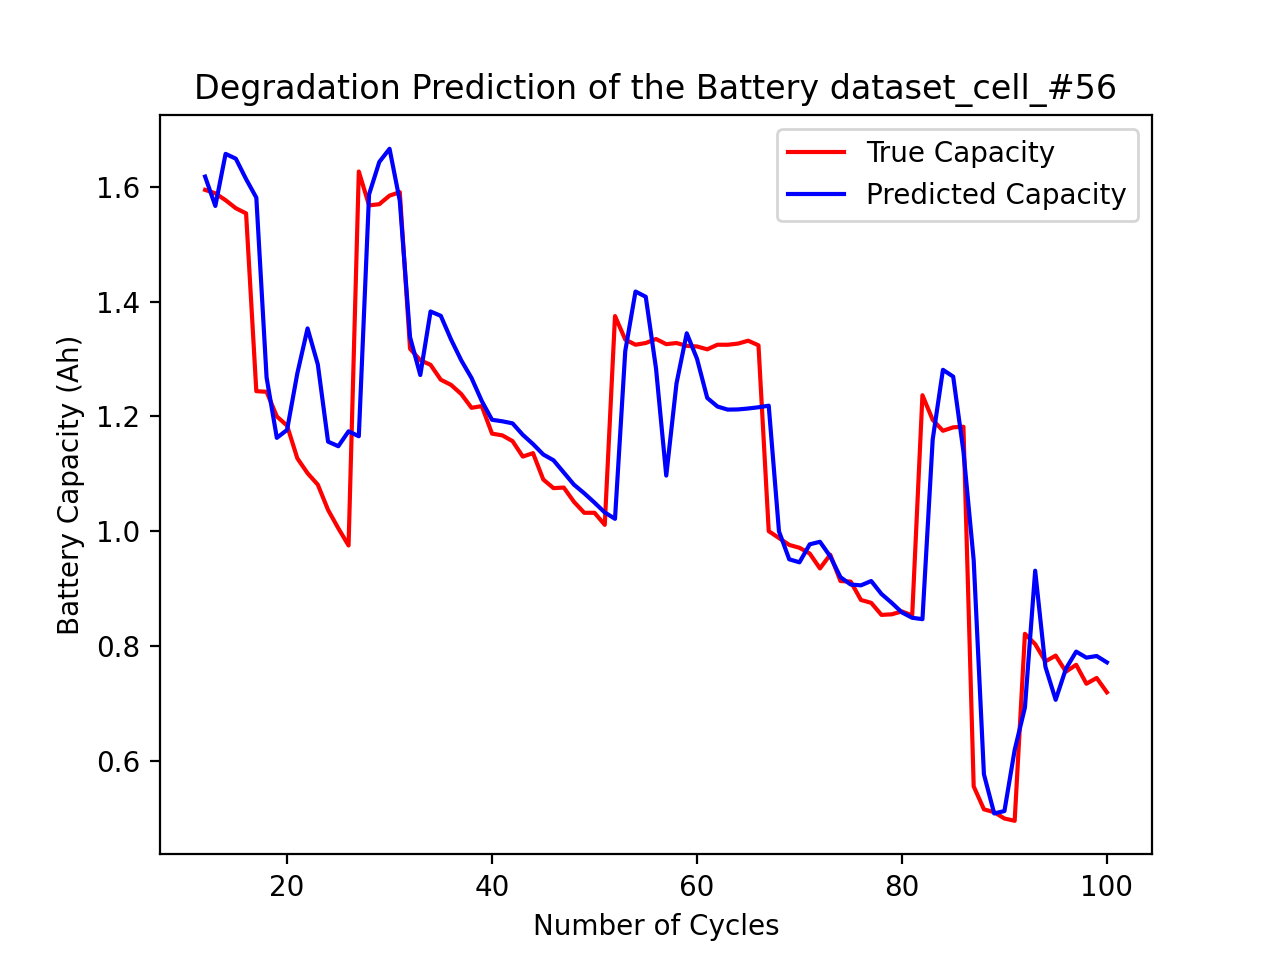 Degradation Prediction of the Battery dataset_cell_#56
True Capacity
Predicted Capacity
Battery Capacity (Ah)
1.6
1.4
1.2
1.0
0.8
0.6
20 40 60 80 100
Number of Cycles